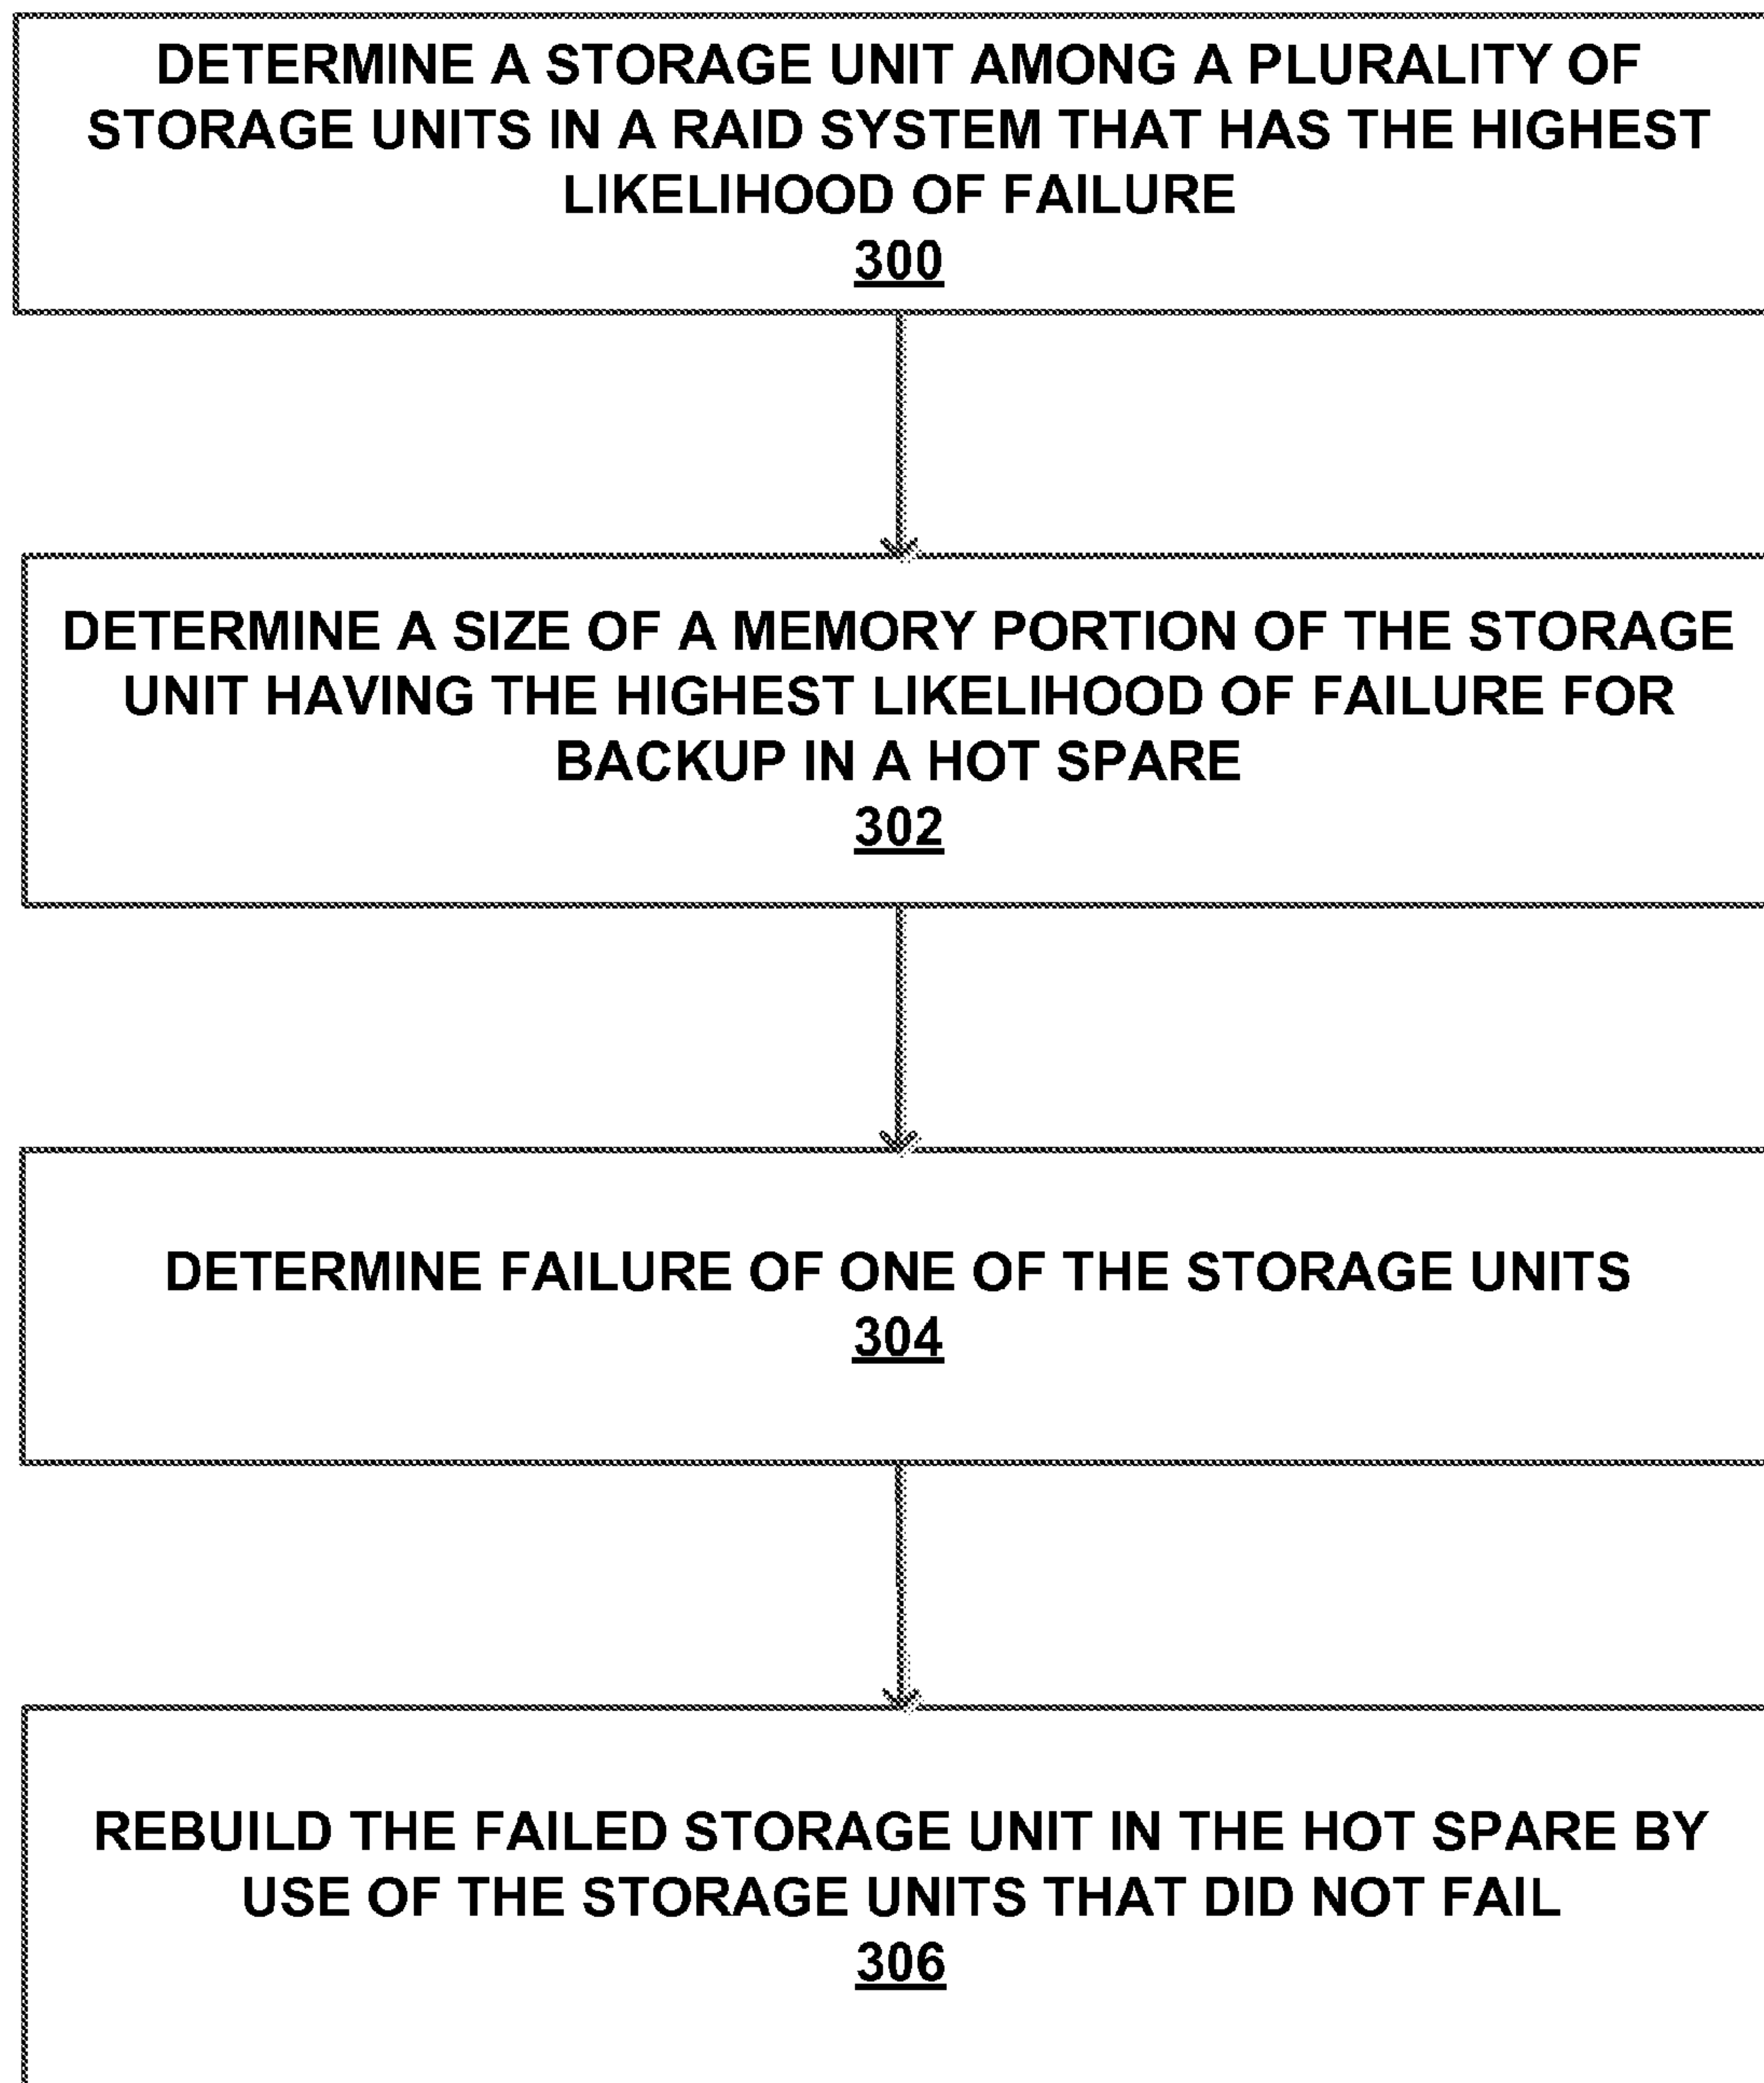 DETERMINE A STORAGE UNIT AMONG A PLURALITY OF
STORAGE UNITS IN A RAID SYSTEM THAT HAS THE HIGHEST
LIKELIHOOD OF FAILURE
300
DETERMINE A SIZE OF A MEMORY PORTION OF THE STORAGE
UNIT HAVING THE HIGHEST LIKELIHOOD OF FAILURE FOR
BACKUP IN A HOT SPARE
302
DETERMINE FAILURE OF ONE OF THE STORAGE UNITS
304
REBUILD THE FAILED STORAGE UNIT IN THE HOT SPARE BY
USE OF THE STORAGE UNITS THAT DID NOT FAIL
306